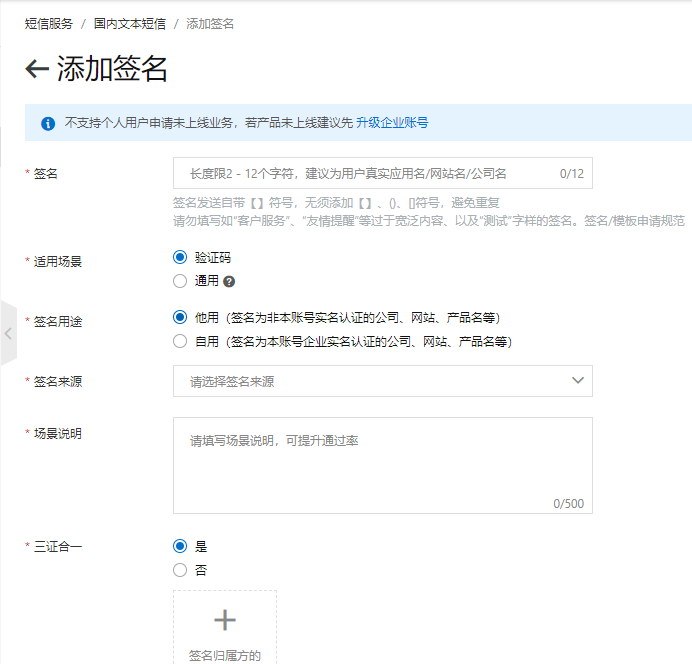 短信服务 / 国内文本短信 / 添加签名
添加签名
不支持个人用户申请未上线业务，若产品未上线建议先 升级企业账号
* 签名
长度限2 - 12个字符，建议为用户真实应用名/网站名/公司名 0/12
签名发送自带【】符号，无须添加【】、()、[]符号，避免重复
请勿填写如“客户服务”、“友情提醒”等过于宽泛内容、以及“测试”字样的签名。签名/模板申请规范
* 适用场景
验证码
通用
* 签名用途
他用（签名为非本账号实名认证的公司、网站、产品名等）
自用（签名为本账号企业实名认证的公司、网站、产品名等）
* 签名来源
请选择签名来源
* 场景说明
请填写场景说明，可提升通过率
0/500
* 三证合一
是
否
签名归属方的